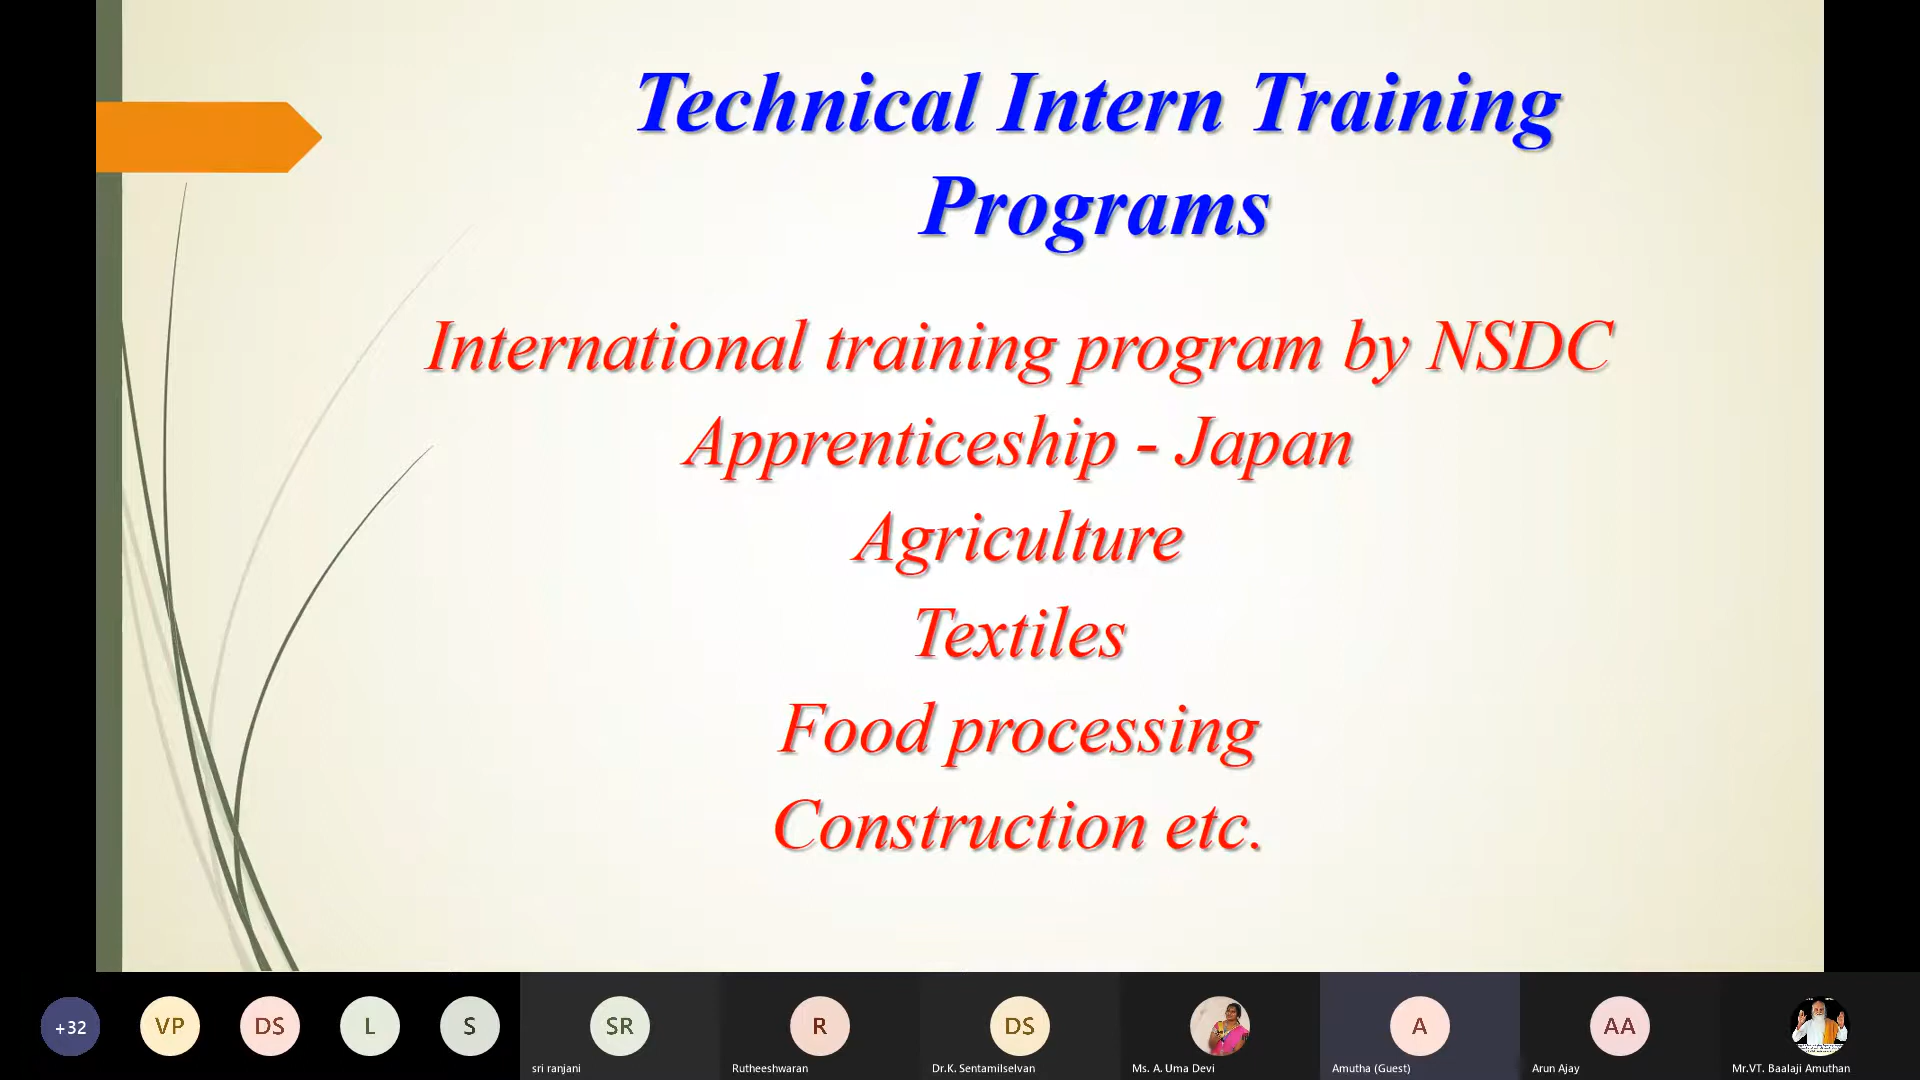 Technical Intern Training
Programs
International training program by NSDC
Apprenticeship - Japan
Agriculture
Textiles
Food processing
Construction etc.
+32
VP
DS
L
S
SR
R
DS
A
AA
sri ranjani
Rutheeshwaran
Dr.K. Sentamilselvan
Ms. A. Uma Devi
Amutha (Guest)
Arun Ajay
Mr.VT. Baalaji Amuthan